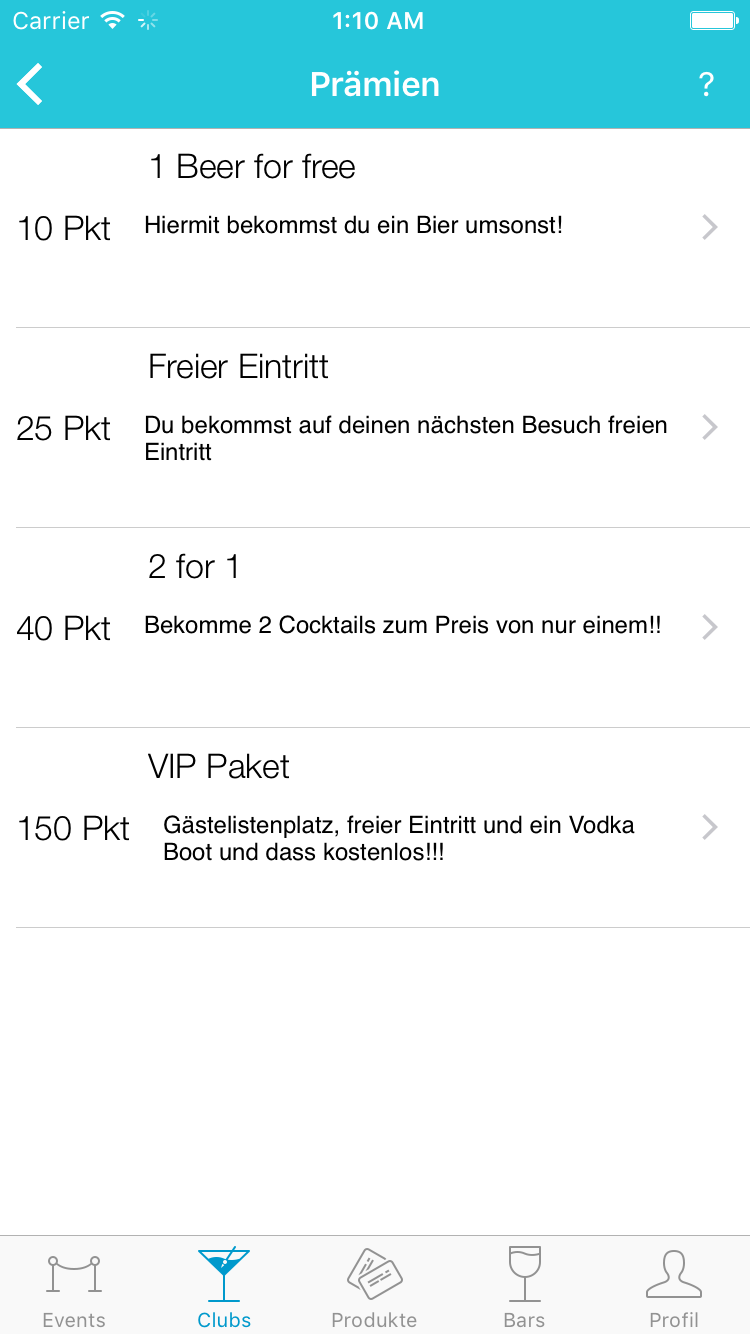 Carrier 1:10 AM
Prämien ?
1 Beer for free
10 Pkt Hiermit bekommst du ein Bier umsonst!
Freier Eintritt
25 Pkt Du bekommst auf deinen nächsten Besuch freien
Eintritt
2 for 1
40 Pkt Bekomme 2 Cocktails zum Preis von nur einem!!
VIP Paket
150 Pkt Gästelistenplatz, freier Eintritt und ein Vodka
Boot und dass kostenlos!!!
Events Clubs Produkte Bars Profil